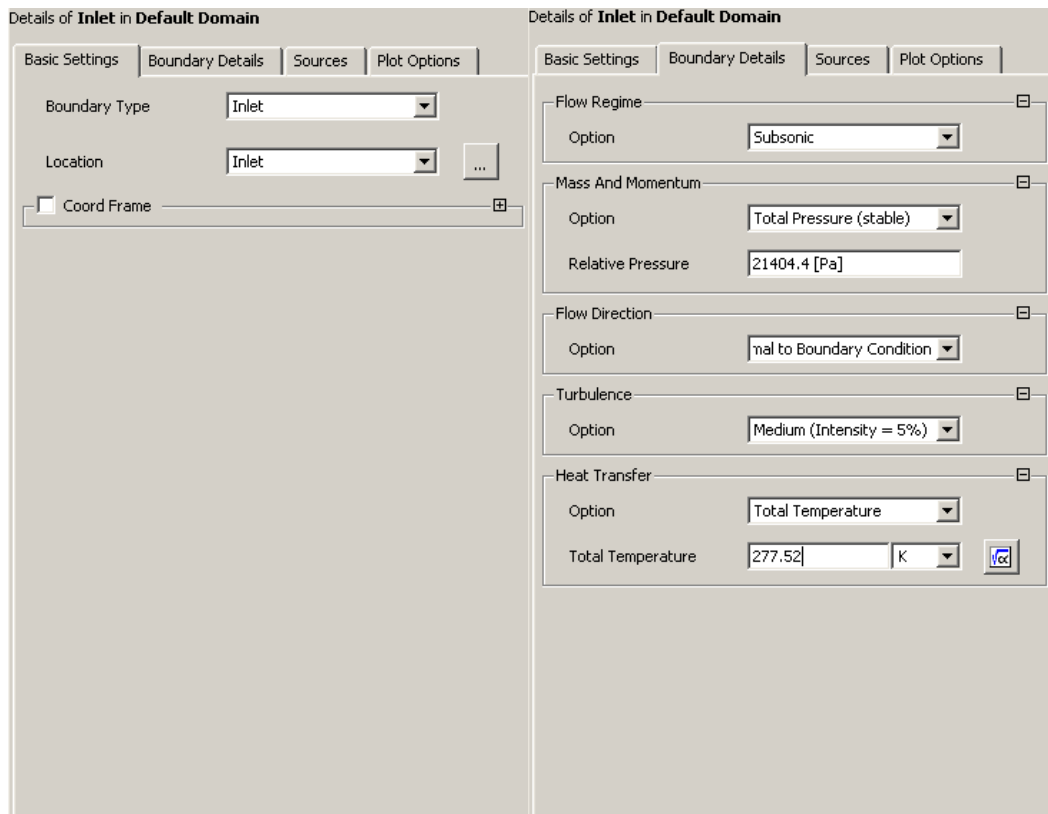 Details of Inlet in Default Domain
Basic Settings Boundary Details Sources Plot Options
Boundary Type Inlet
Location Inlet ...
Coord Frame
Details of Inlet in Default Domain
Basic Settings Boundary Details Sources Plot Options
Flow Regime
Option Subsonic
Mass And Momentum
Option Total Pressure (stable)
Relative Pressure 21404.4 [Pa]
Flow Direction
Option mal to Boundary Condition
Turbulence
Option Medium (Intensity = 5%)
Heat Transfer
Option Total Temperature
Total Temperature 277.52 K √α